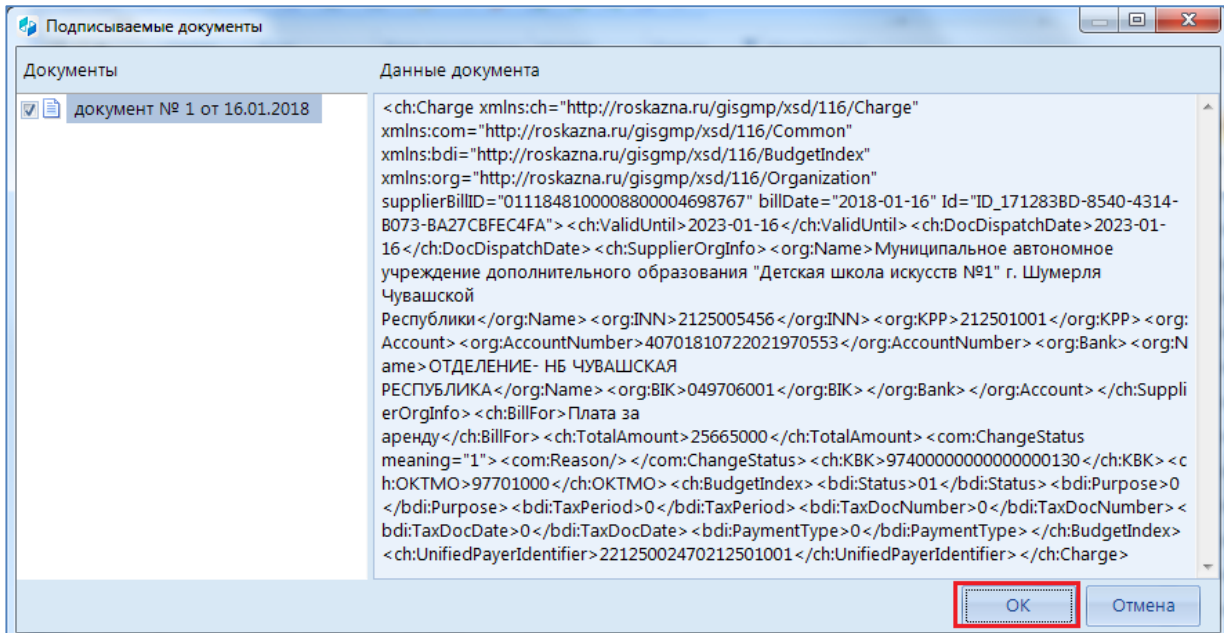 Подписываемые документы
Документы
Данные документа
документ № 1 от 16.01.2018
<ch:Charge xmlns:ch="http://roskazna.ru/gisgmp/xsd/116/Charge"
xmlns:com="http://roskazna.ru/gisgmp/xsd/116/Common"
xmlns:bdi="http://roskazna.ru/gisgmp/xsd/116/BudgetIndex"
xmlns:org="http://roskazna.ru/gisgmp/xsd/116/Organization"
supplierBillID="0111848100008800004698767" billDate="2018-01-16" Id="ID_171283BD-8540-4314-
B073-BA27CBFEC4FA"><ch:ValidUntil>2023-01-16</ch:ValidUntil><ch:DocDispatchDate>2023-01-
16</ch:DocDispatchDate><ch:SupplierOrgInfo><org:Name>Муниципальное автономное
учреждение дополнительного образования "Детская школа искусств №1" г. Шумерля
Чувашской
Республики</org:Name><org:INN>2125005456</org:INN><org:KPP>212501001</org:KPP><org:
Account><org:AccountNumber>40701810722021970553</org:AccountNumber><org:Bank><org:N
ame>ОТДЕЛЕНИЕ- НБ ЧУВАШСКАЯ
РЕСПУБЛИКА</org:Name><org:BIK>049706001</org:BIK></org:Bank></org:Account></ch:Suppli
erOrgInfo><ch:BillFor>Плата за
аренду</ch:BillFor><ch:TotalAmount>25665000</ch:TotalAmount><com:ChangeStatus
meaning="1"><com:Reason/></com:ChangeStatus><ch:KBK>97400000000000000130</ch:KBK><c
h:OKTMO>97701000</ch:OKTMO><ch:BudgetIndex><bdi:Status>01</bdi:Status><bdi:Purpose>0
</bdi:Purpose><bdi:TaxPeriod>0</bdi:TaxPeriod><bdi:TaxDocNumber>0</bdi:TaxDocNumber><
bdi:TaxDocDate>0</bdi:TaxDocDate><bdi:PaymentType>0</bdi:PaymentType></ch:BudgetIndex>
<ch:UnifiedPayerIdentifier>22125002470212501001</ch:UnifiedPayerIdentifier></ch:Charge>
OK
Отмена